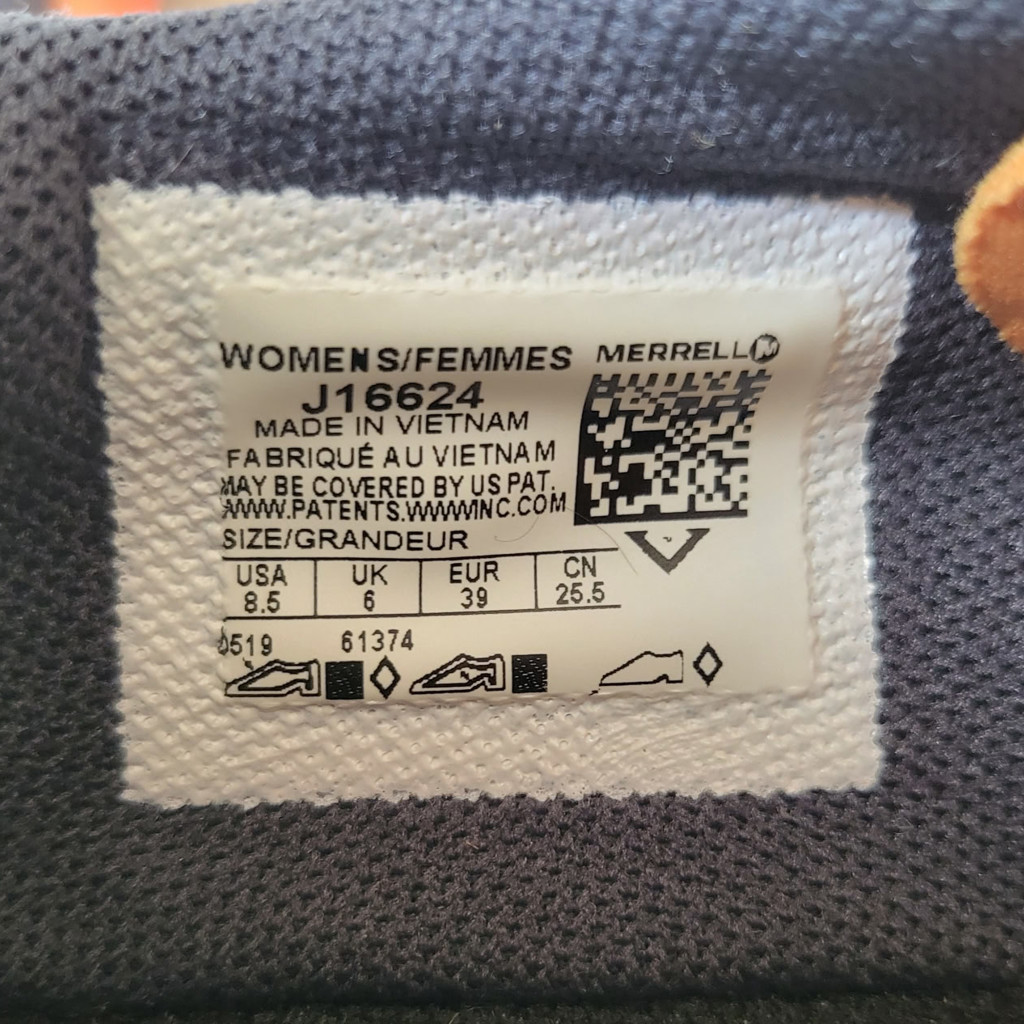 WOMENS/FEMMES MERRELL
J16624
MADE IN VIETNAM
FABRIQUÉ AU VIETNAM
MAY BE COVERED BY US PAT.
WWW.PATENTS.WWWINC.COM
SIZE/GRANDEUR
USA UK EUR CN
8.5 6 39 25.5
0519 61374